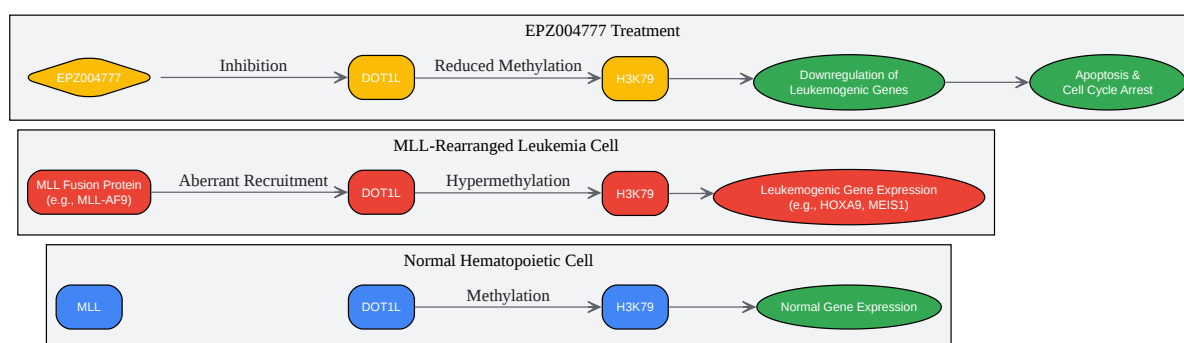 EPZ004777 Treatment
EPZ004777
Inhibition
DOT1L
Reduced Methylation
H3K79
Downregulation of
Leukemogenic Genes
Apoptosis &
Cell Cycle Arrest
MLL-Rearranged Leukemia Cell
MLL Fusion Protein
(e.g., MLL-AF9)
Aberrant Recruitment
DOT1L
Hypermethylation
H3K79
Leukemogenic Gene Expression
(e.g., HOXA9, MEIS1)
Normal Hematopoietic Cell
MLL
DOT1L
Methylation
H3K79
Normal Gene Expression